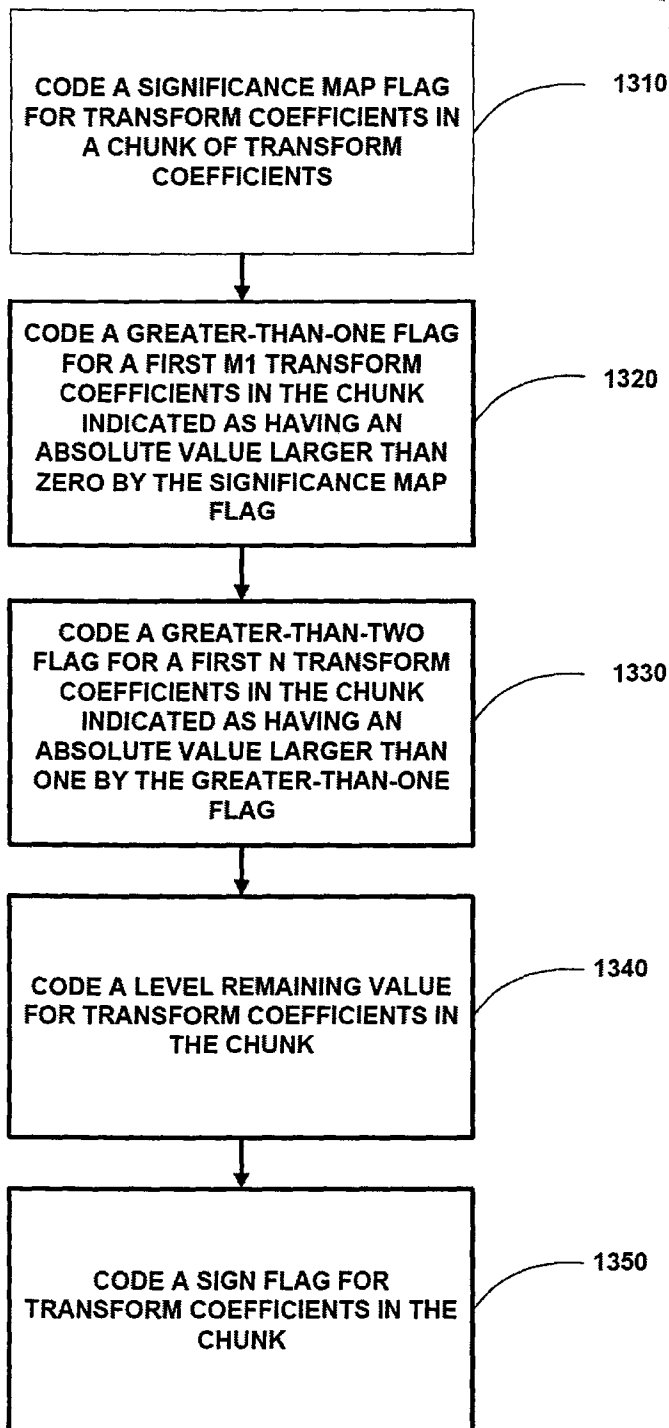 CODE A SIGNIFICANCE MAP FLAG
FOR TRANSFORM COEFFICIENTS IN
A CHUNK OF TRANSFORM
COEFFICIENTS
1310
CODE A GREATER-THAN-ONE FLAG
FOR A FIRST M1 TRANSFORM
COEFFICIENTS IN THE CHUNK
INDICATED AS HAVING AN
ABSOLUTE VALUE LARGER THAN
ZERO BY THE SIGNIFICANCE MAP
FLAG
1320
CODE A GREATER-THAN-TWO
FLAG FOR A FIRST N TRANSFORM
COEFFICIENTS IN THE CHUNK
INDICATED AS HAVING AN
ABSOLUTE VALUE LARGER THAN
ONE BY THE GREATER-THAN-ONE
FLAG
1330
CODE A LEVEL REMAINING VALUE
FOR TRANSFORM COEFFICIENTS IN
THE CHUNK
1340
CODE A SIGN FLAG FOR
TRANSFORM COEFFICIENTS IN THE
CHUNK
1350